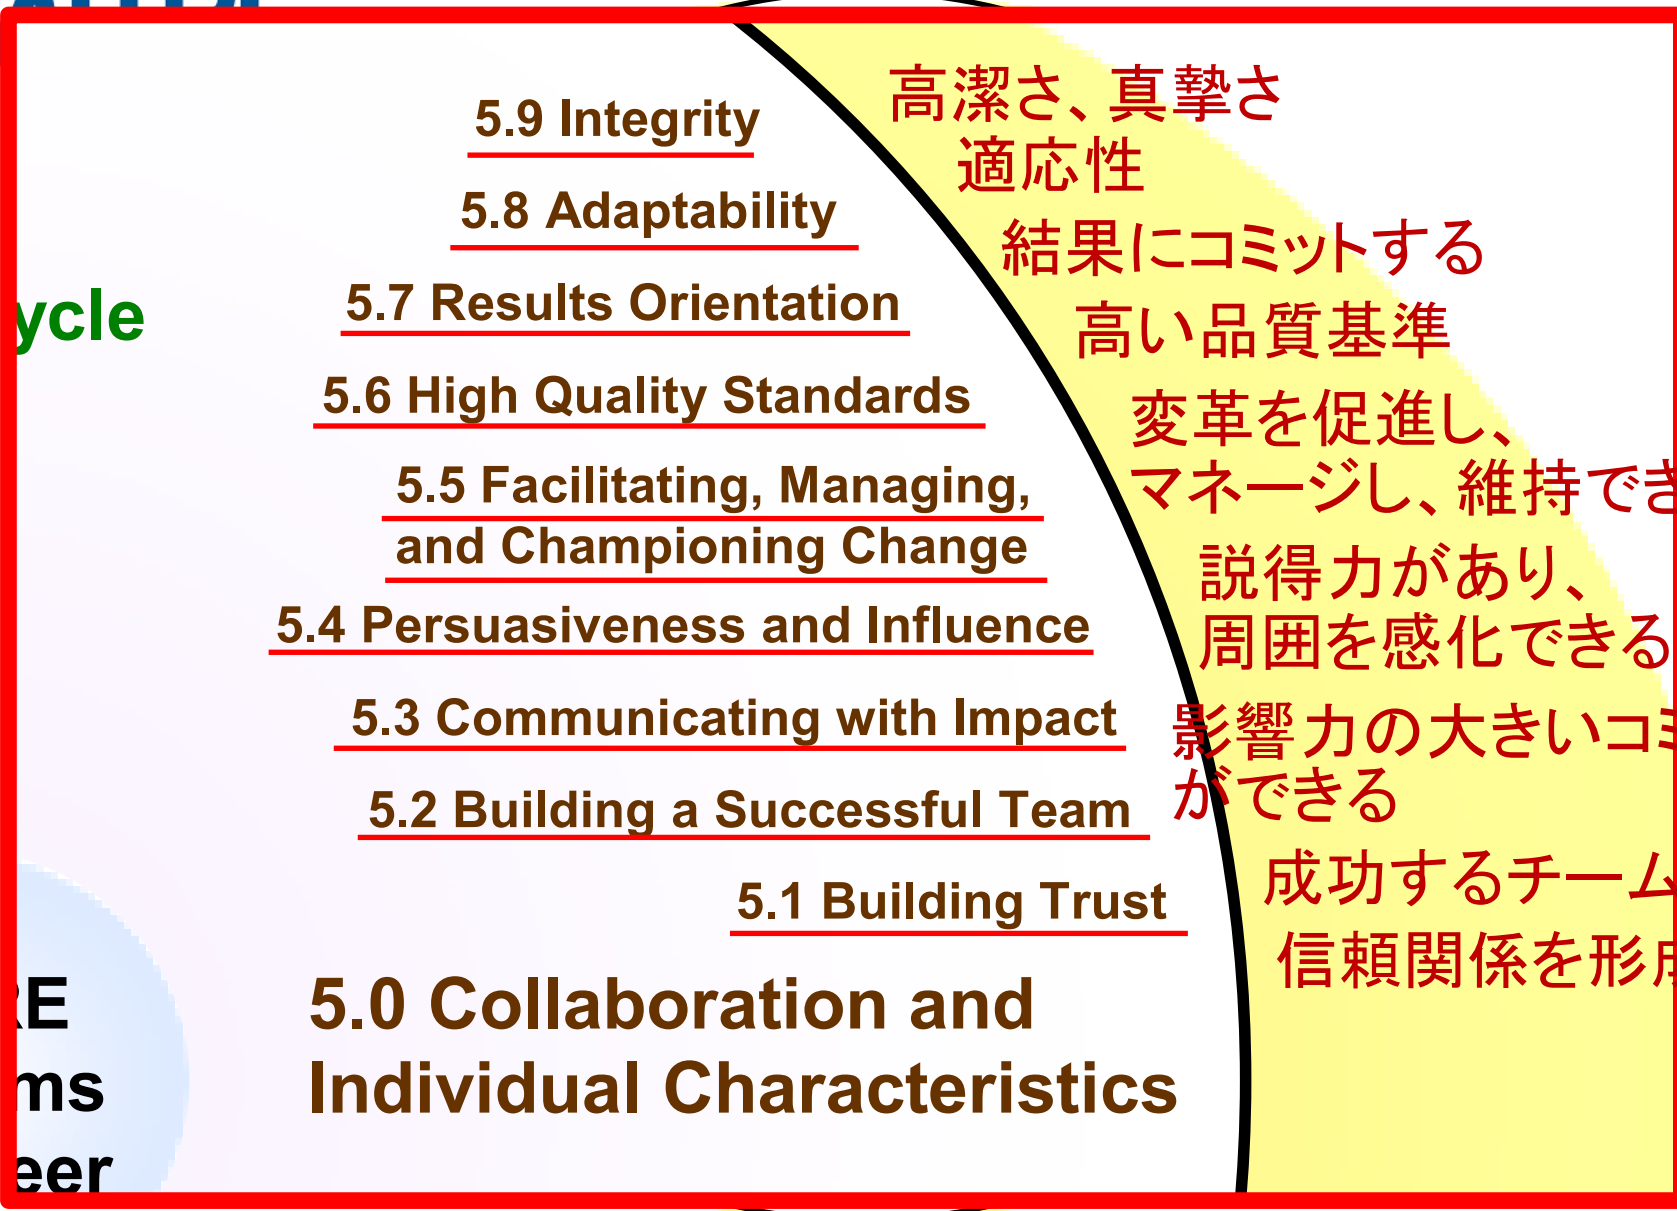 5.9 Integrity
高潔さ、真摯さ
5.8 Adaptability
適応性
5.7 Results Orientation
結果にコミットする
ycle
5.6 High Quality Standards
高い品質基準
5.5 Facilitating, Managing,
and Championing Change
変革を促進し、
マネージし、維持でき
5.4 Persuasiveness and Influence
説得力があり、
周囲を感化できる
5.3 Communicating with Impact
影響力の大きいコミ
ができる
5.2 Building a Successful Team
成功するチーム
5.1 Building Trust
信頼関係を形成
5.0 Collaboration and
Individual Characteristics
RE
ms
eer